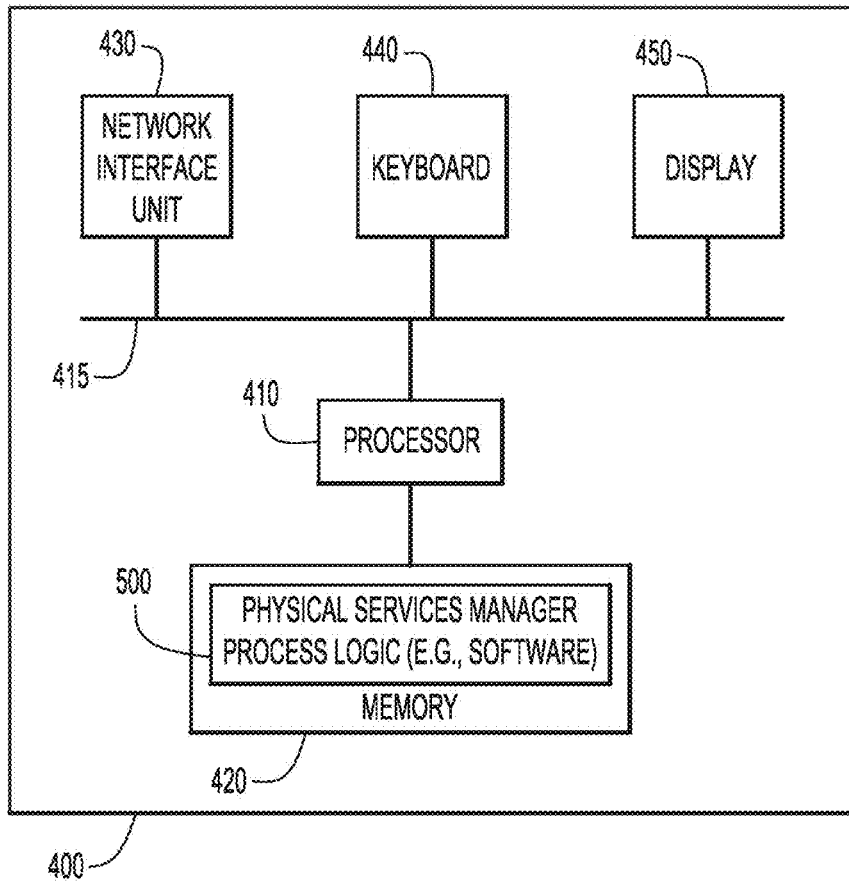 430
440
450
NETWORK
INTERFACE
UNIT
KEYBOARD
DISPLAY
415
410
PROCESSOR
500
PHYSICAL SERVICES MANAGER
PROCESS LOGIC (E.G., SOFTWARE)
MEMORY
420
400